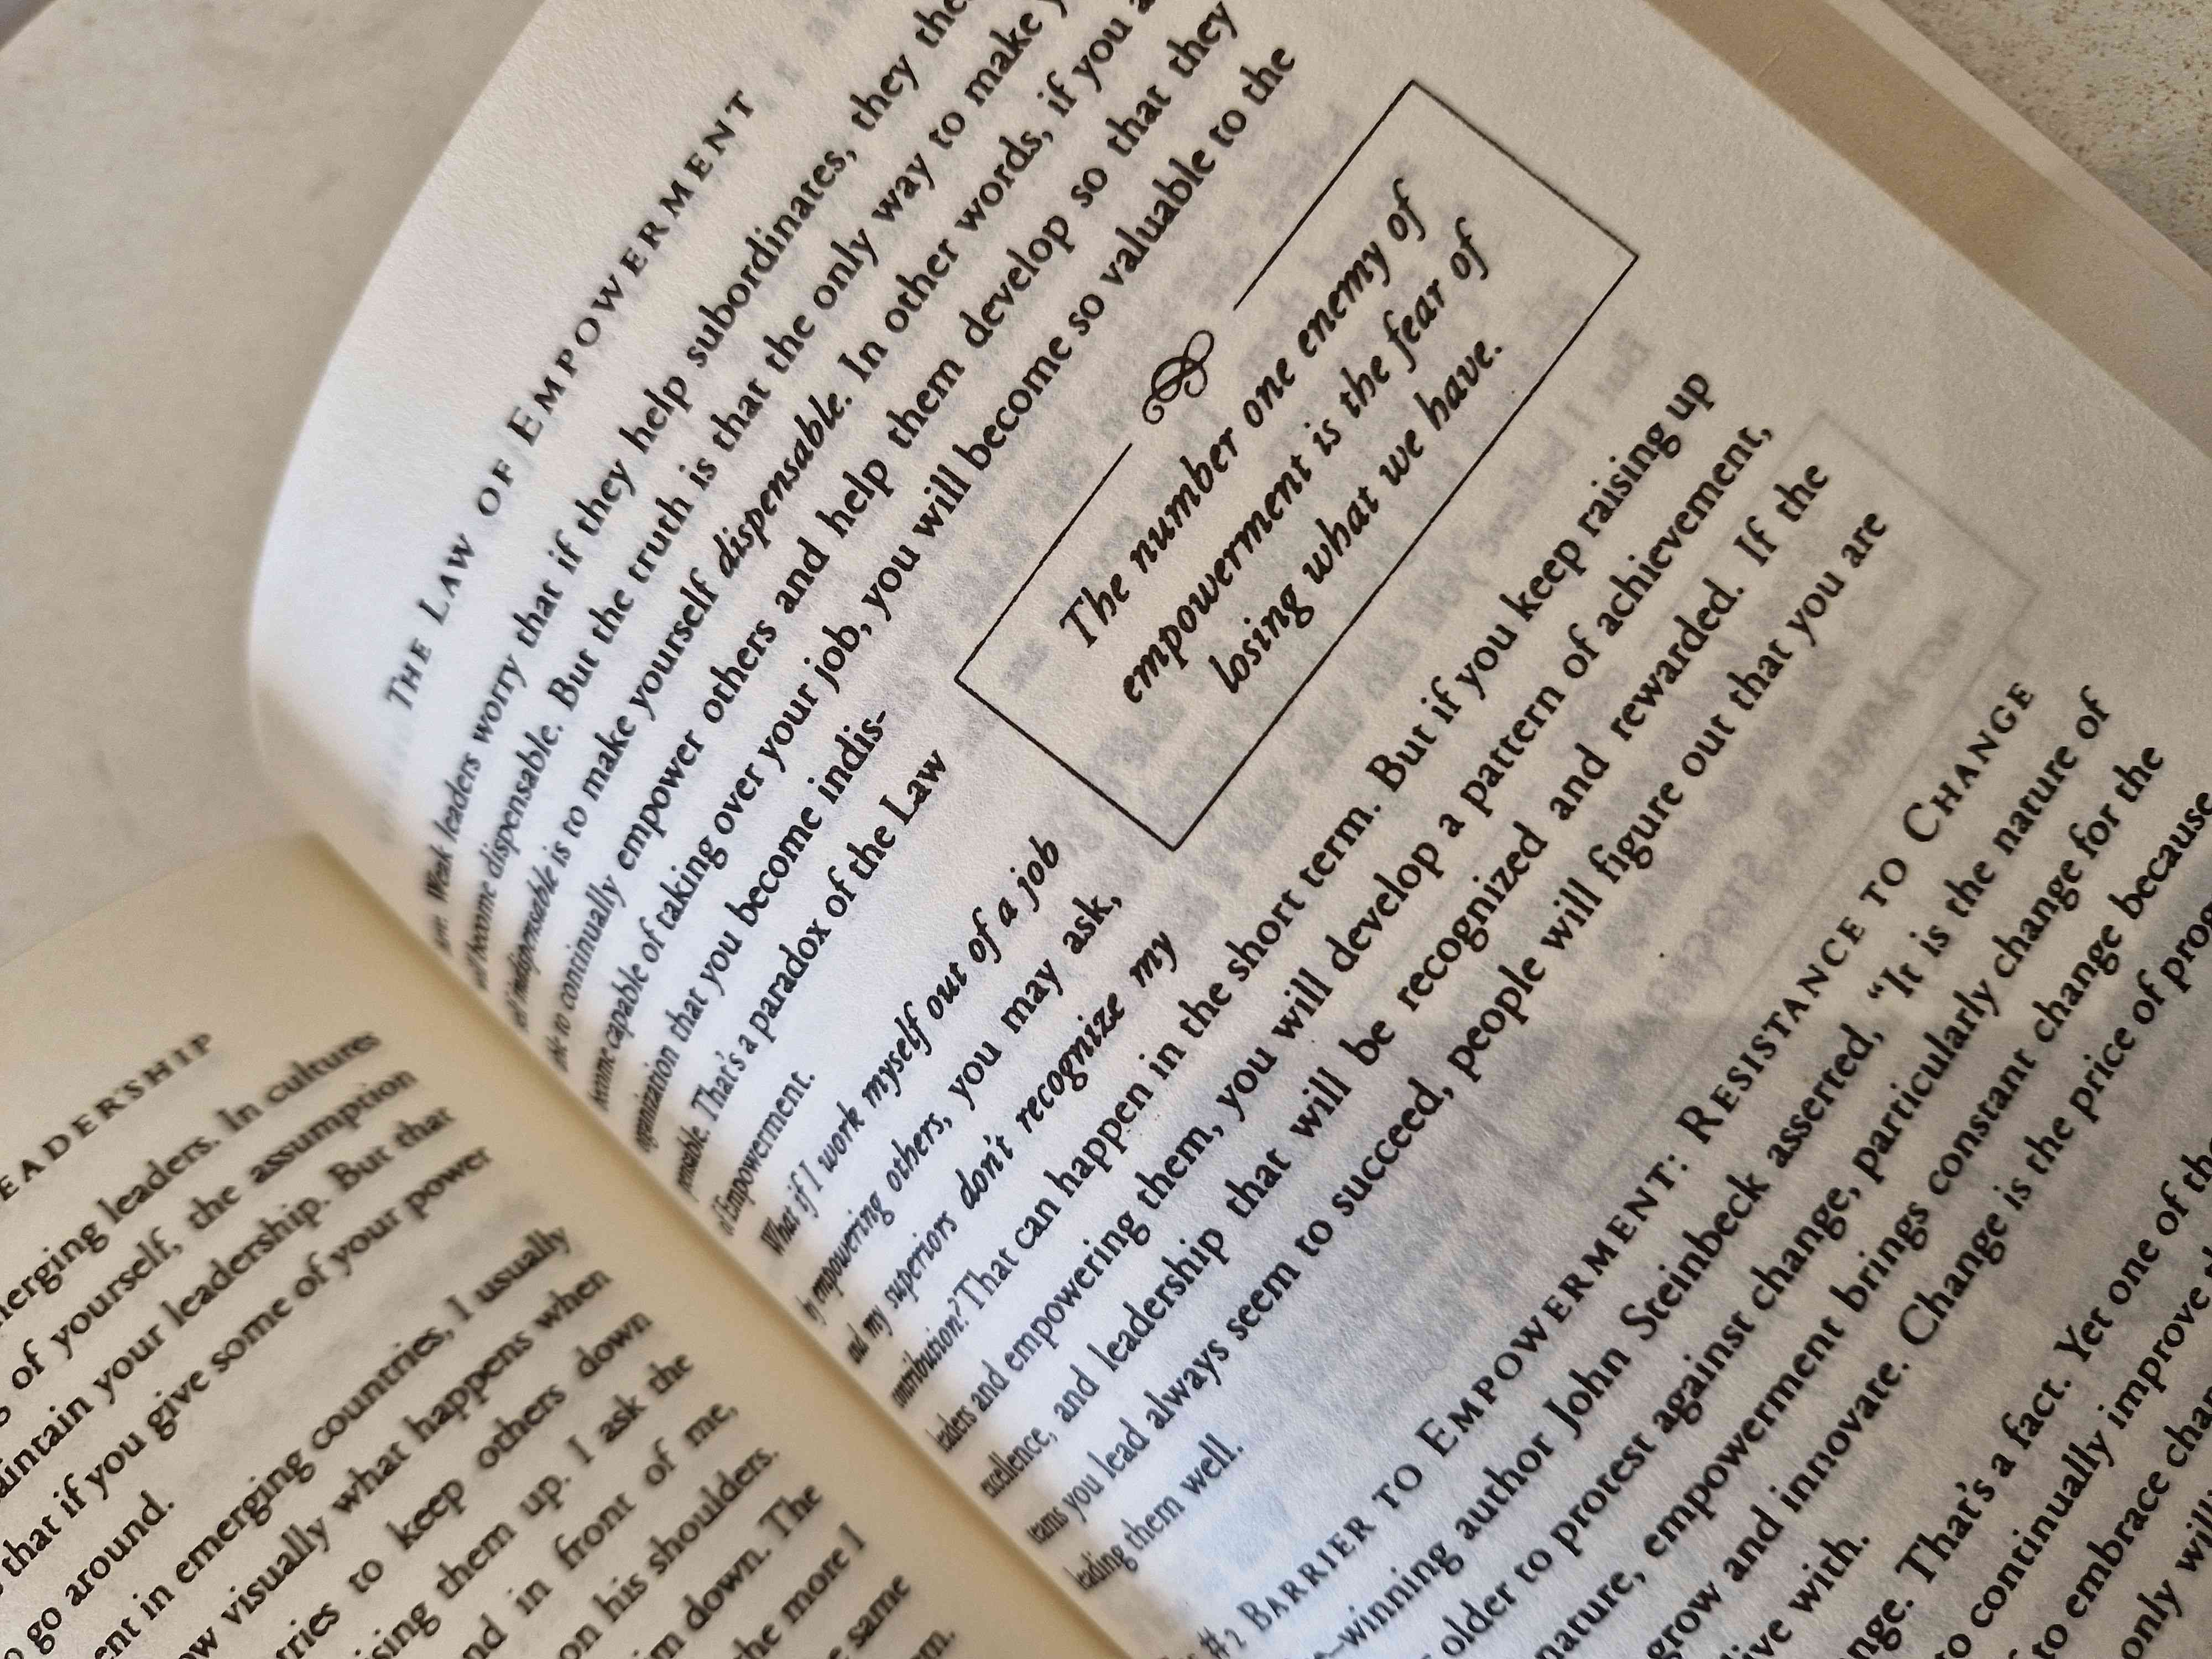 EADERSHIP
merging leaders. In cultures
of yourself, the assumption
maintain your leadership. But that
that if you give some of your power
go around.
in emerging countries, I usually
visually what happens when
tries to keep others down
them up. I ask the
in front of me,
on his shoulders.
down. The
the more I
same
THE LAW OF EMPOWERMENT
Weak leaders worry that if they help subordinates, they
become dispensable. But the truth is that the only way to make
indispensable is to make yourself dispensable. In other words, if you
to continually empower others and help them develop so that they
become capable of taking over your job, you will become so valuable to the
organization that you become indis-
pensable. That's a paradox of the Law
of Empowerment.
The number one enemy of
empowerment is the fear of
losing what we have.
What if I work myself out of a job
by empowering others, you may ask,
and my superiors don't recognize my
contribution? That can happen in the short term. But if you keep raising up
leaders and empowering them, you will develop a pattern of achievement,
excellence, and leadership that will be recognized and rewarded. If the
teams you lead always seem to succeed, people will figure out that you are
leading them well.
#2 BARRIER TO EMPOWERMENT: RESISTANCE TO CHANGE
winning author John Steinbeck asserted, “It is the nature of
older to protest against change, particularly change for the
nature, empowerment brings constant change because
grow and innovate. Change is the price of
with.
That's a fact. Yet one of
to continually improve
to embrace
only